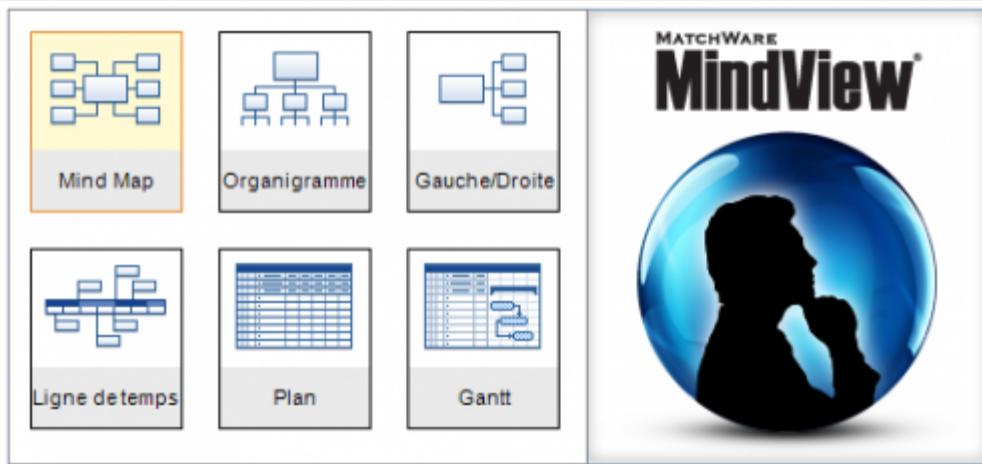 MATCHWARE
MindView®
Mind Map
Organigramme
Gauche/Droite
Ligne de temps
Plan
Gantt